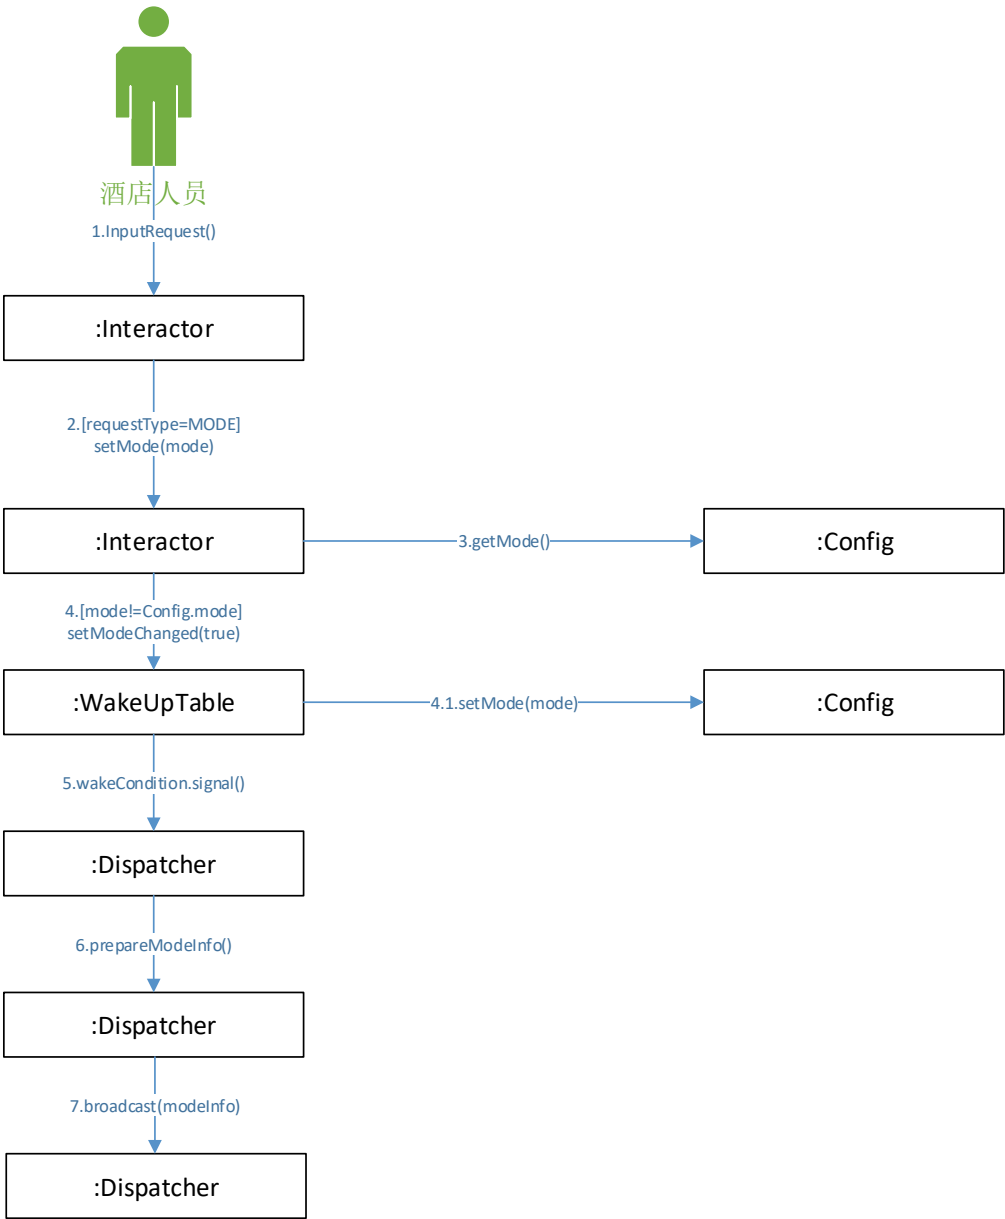 酒店人员
1.InputRequest()
:Interactor
2.[requestType=MODE]
setMode(mode)
:Interactor
3.getMode()
:Config
4.[mode!=Config.mode]
setModeChanged(true)
:WakeUpTable
4.1.setMode(mode)
:Config
5.wakeCondition.signal()
:Dispatcher
6.prepareModeInfo()
:Dispatcher
7.broadcast(modeInfo)
:Dispatcher